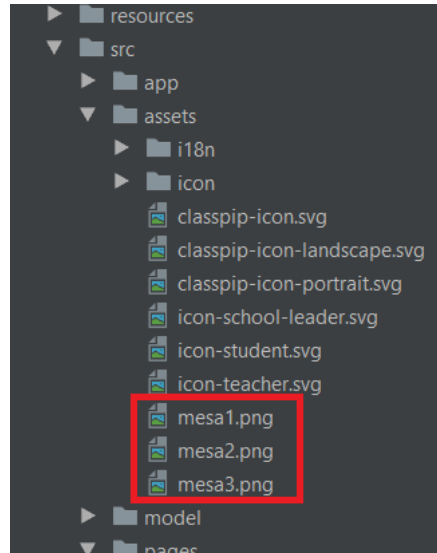 resources
src
app
assets
i18n
icon
classpip-icon.svg
classpip-icon-landscape.svg
classpip-icon-portrait.svg
icon-school-leader.svg
icon-student.svg
icon-teacher.svg
mesa1.png
mesa2.png
mesa3.png
model
pages